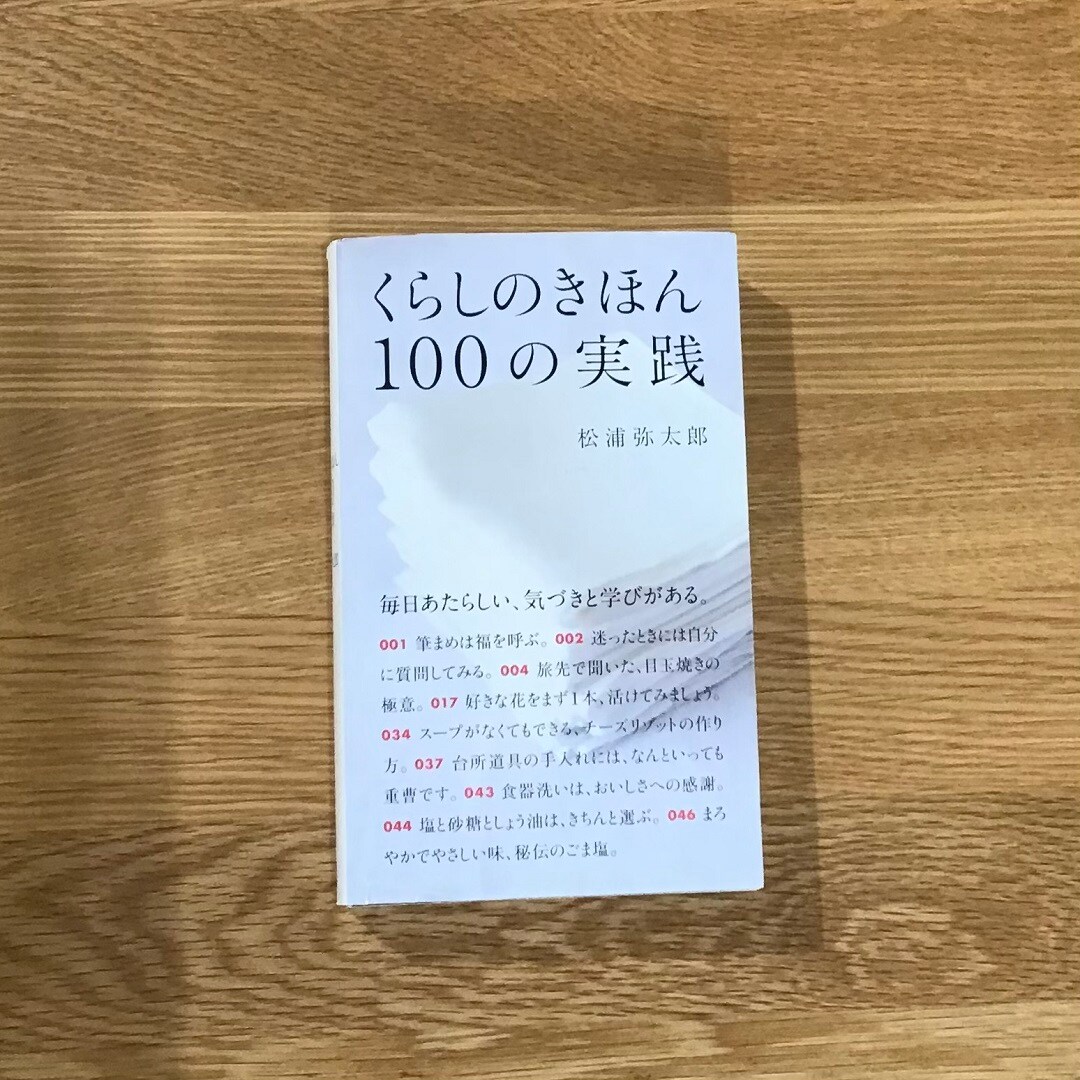 くらしのきほん
100の実践
松浦弥太郎
毎日あたらしい、気づきと学びがある。
001 筆まめは福を呼ぶ。002 迷ったときには自分
に質問してみる。004 旅先で聞いた、目玉焼きの
極意。017 好きな花をまず1本、活けてみましょう。
034 スープがなくてもできる、チーズリゾットの作り
方。037 台所道具の手入れには、なんといっても
重曹です。043 食器洗いは、おいしさへの感謝。
044 塩と砂糖としょう油は、きちんと選ぶ。046 まろ
やかでやさしい味、秘伝のごま塩。